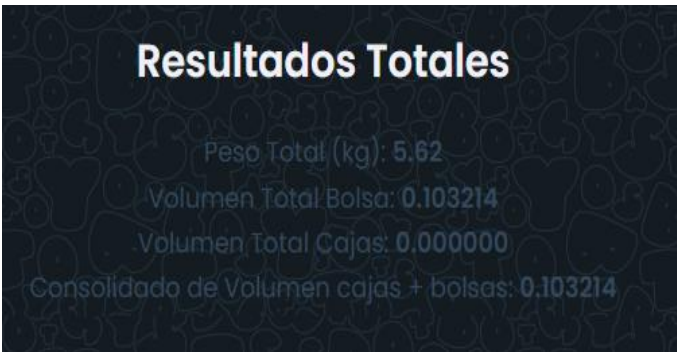 Resultados Totales
Peso Total (kg): 5.62
Volumen Total Bolsa: 0.103214
Volumen Total Cajas: 0.000000
Consolidado de Volumen cajas + bolsas: 0.103214